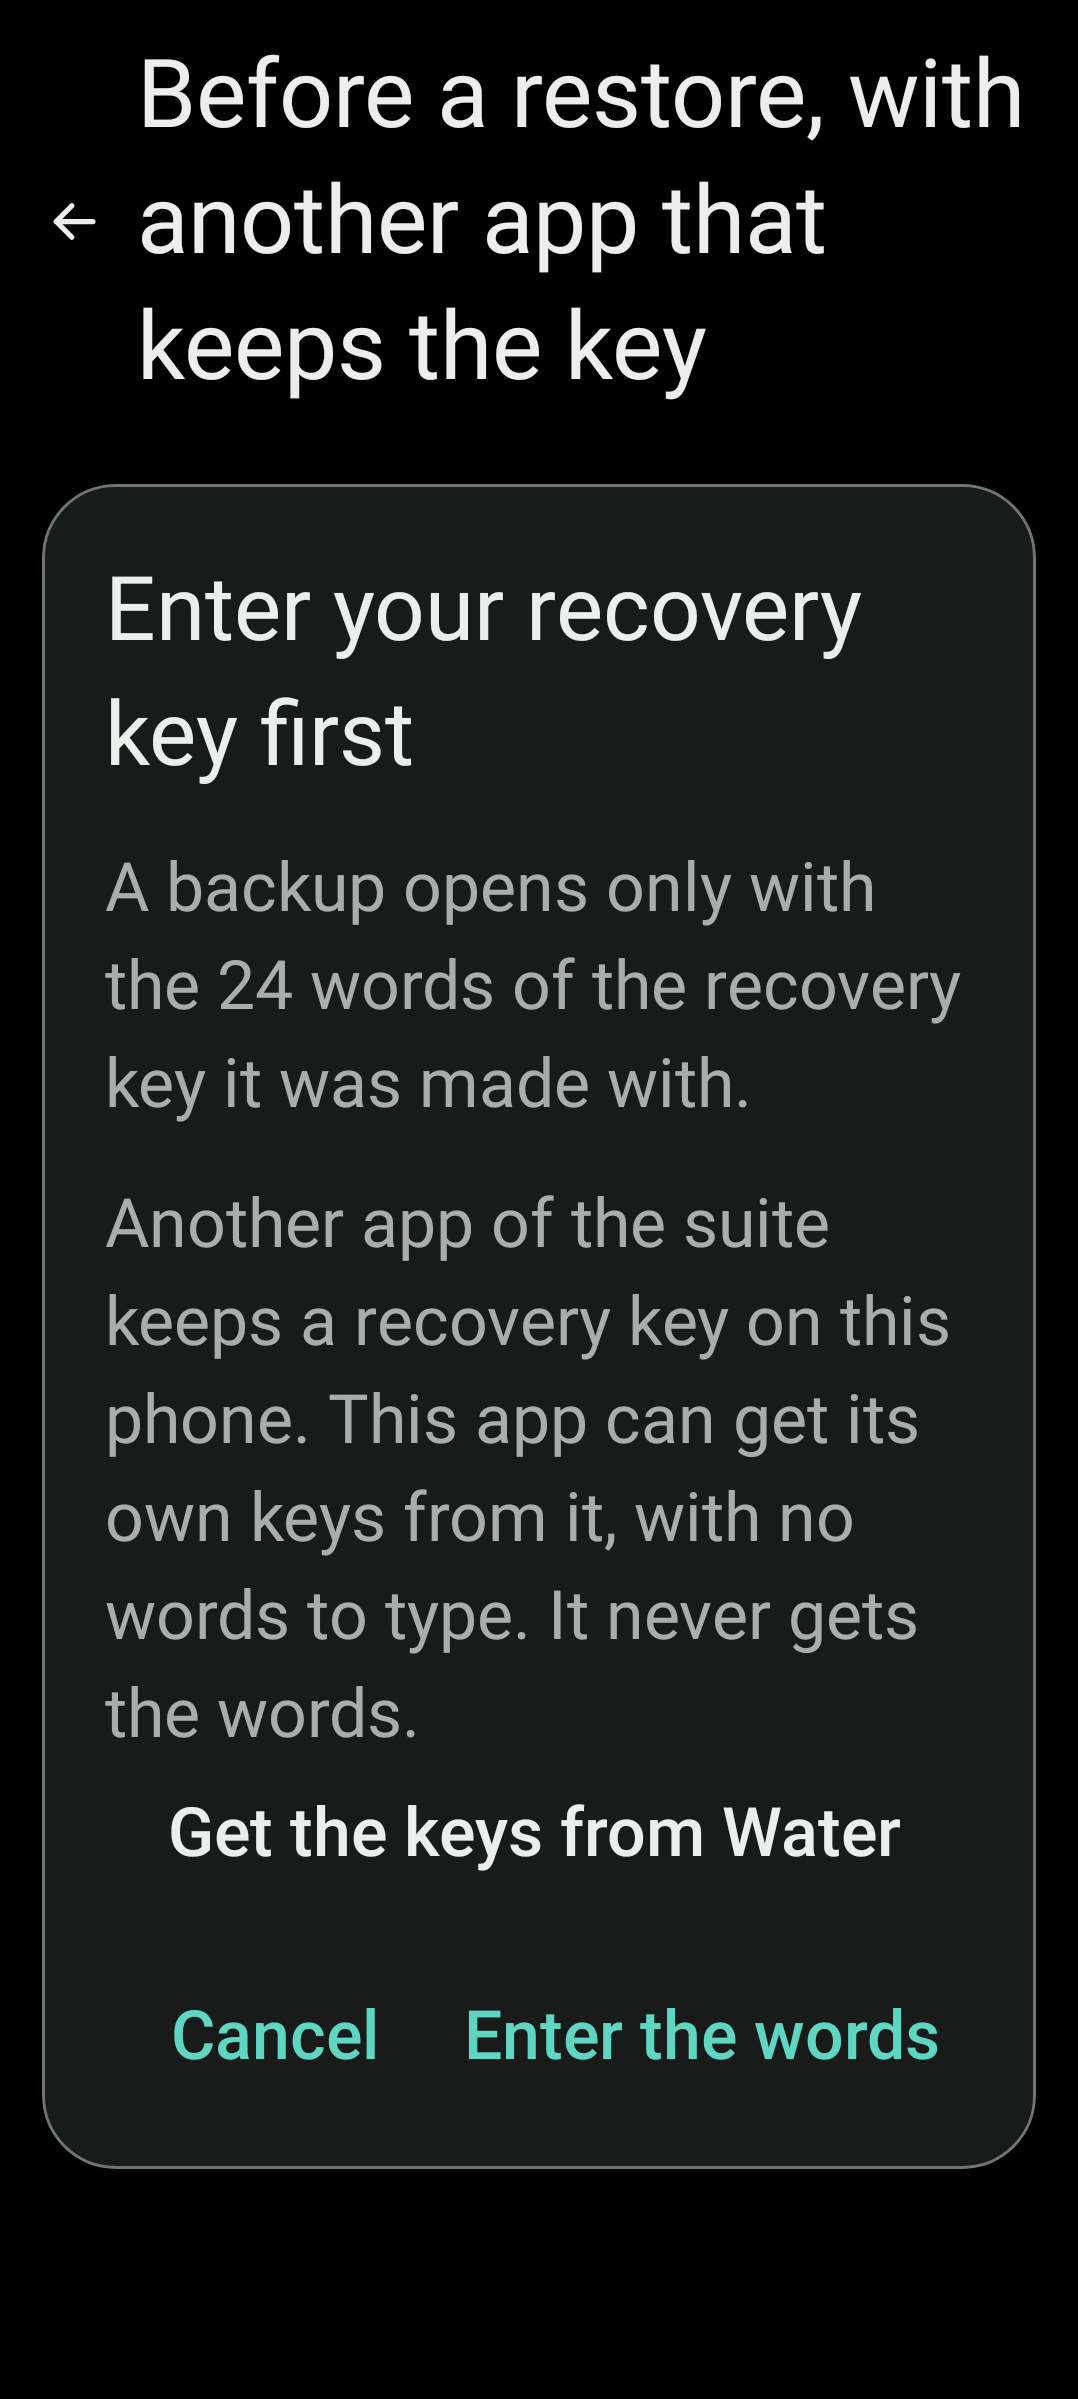 Before a restore, with
another app that
keeps the key
Enter your recovery
key first
A backup opens only with
the 24 words of the recovery
key it was made with.
Another app of the suite
keeps a recovery key on this
phone. This app can get its
own keys from it, with no
words to type. It never gets
the words.
Get the keys from Water
Cancel Enter the words